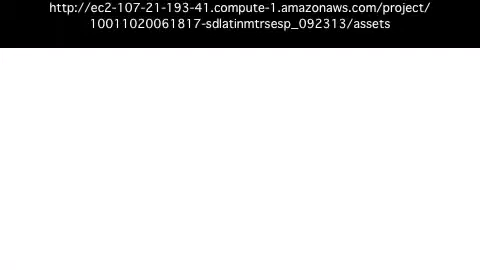 http://ec2-107-21-193-41.compute-1.amazonaws.com/project/
10011020061817-sdlatinmtrsesp_092313/assets